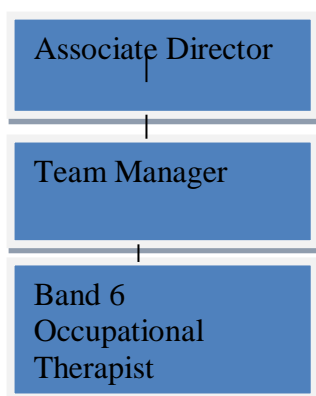 Associate Director
Team Manager
Band 6
Occupational
Therapist